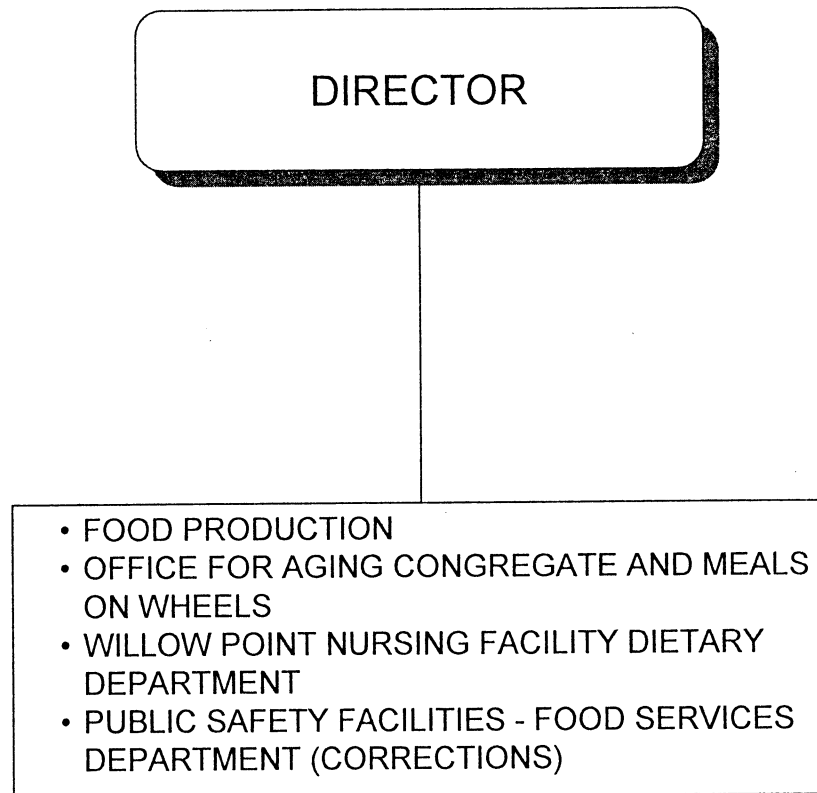 DIRECTOR
• FOOD PRODUCTION
• OFFICE FOR AGING CONGREGATE AND MEALS
ON WHEELS
• WILLOW POINT NURSING FACILITY DIETARY
DEPARTMENT
• PUBLIC SAFETY FACILITIES - FOOD SERVICES
DEPARTMENT (CORRECTIONS)